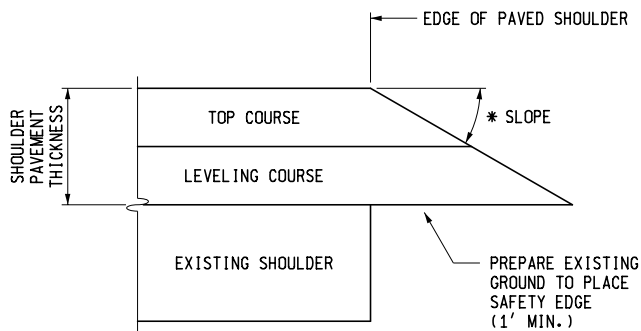 EDGE OF PAVED SHOULDER
SHOULDER
PAVEMENT
THICKNESS
TOP COURSE
* SLOPE
LEVELING COURSE
EXISTING SHOULDER
PREPARE EXISTING
GROUND TO PLACE
SAFETY EDGE
(1' MIN.)